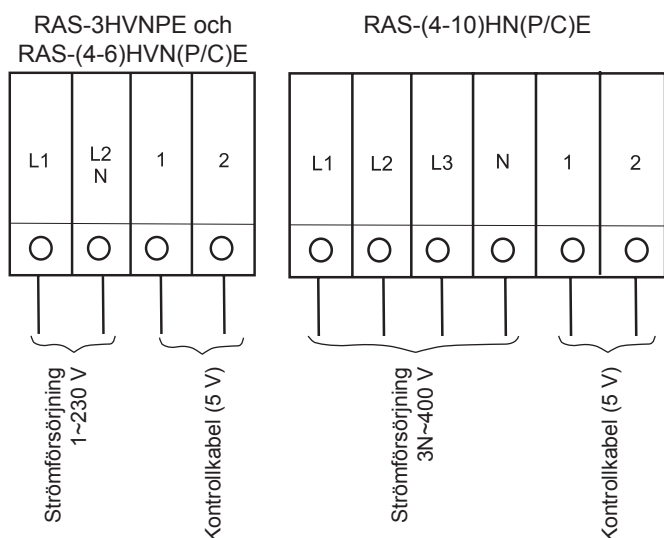 RAS-3HVNPE och
RAS-(4-6)HVN(P/C)E
L1
L2
N
1
2
Strömförsörjning
1~230 V
Kontrollkabel (5 V)
RAS-(4-10)HN(P/C)E
L1
L2
L3
N
1
2
Strömförsörjning
3N~400 V
Kontrollkabel (5 V)